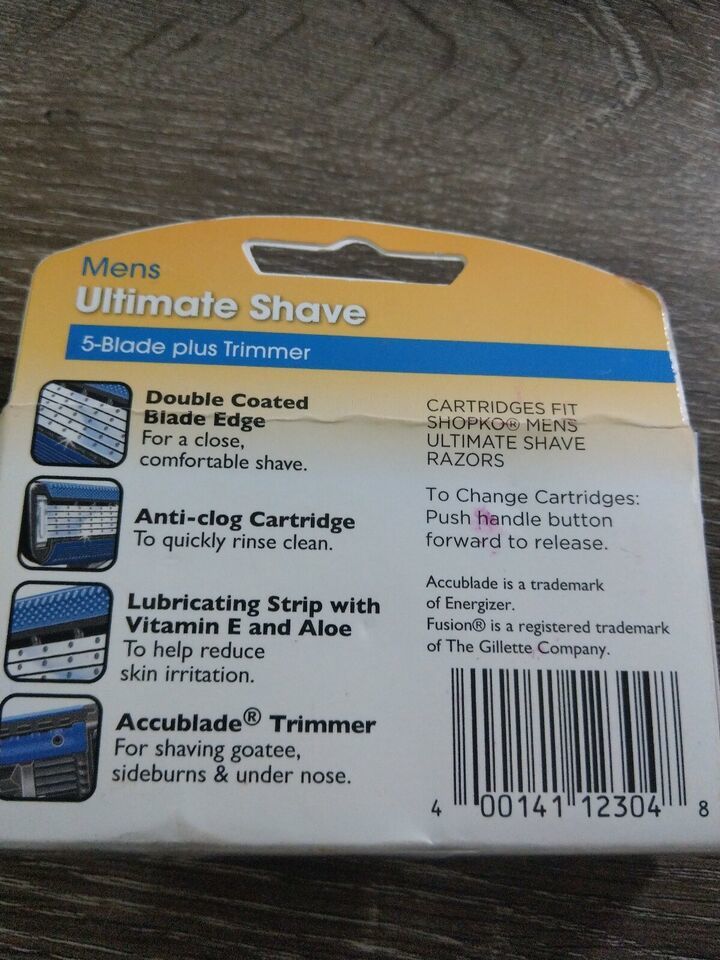 Mens
Ultimate Shave
5-Blade plus Trimmer
Double Coated
Blade Edge
For a close,
comfortable shave.
Anti-clog Cartridge
To quickly rinse clean.
Lubricating Strip with
Vitamin E and Aloe
To help reduce
skin irritation.
Accublade® Trimmer
For shaving goatee,
sideburns & under nose.
CARTRIDGES FIT
SHOPKO® MENS
ULTIMATE SHAVE
RAZORS
To Change Cartridges:
Push handle button
forward to release.
Accublade is a trademark
of Energizer.
Fusion® is a registered trademark
of The Gillette Company.
4 00141 12304 8